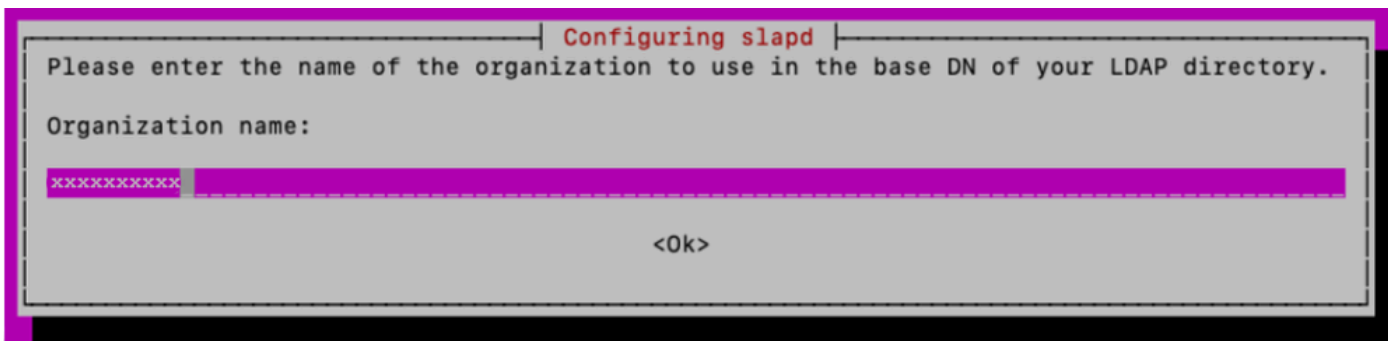 Configuring slapd
Please enter the name of the organization to use in the base DN of your LDAP directory.
Organization name:
xxxxxxxxxx
<Ok>